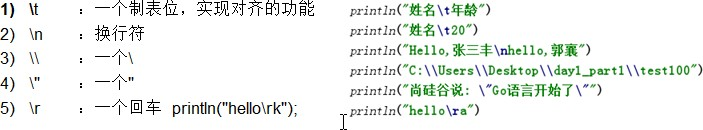 1) \t ：一个制表位，实现对齐的功能
2) \n ：换行符
3) \\ ：一个\
4) \" ：一个"
5) \r ：一个回车 println("hello\rk");
println("姓名\t年龄")
println("姓名\t20")
println("Hello,张三丰\nhello,郭襄")
println("C:\\Users\\Desktop\\day1_part1\\test100")
println("尚硅谷说: \"Go语言开始了\"")
println("hello\ra")